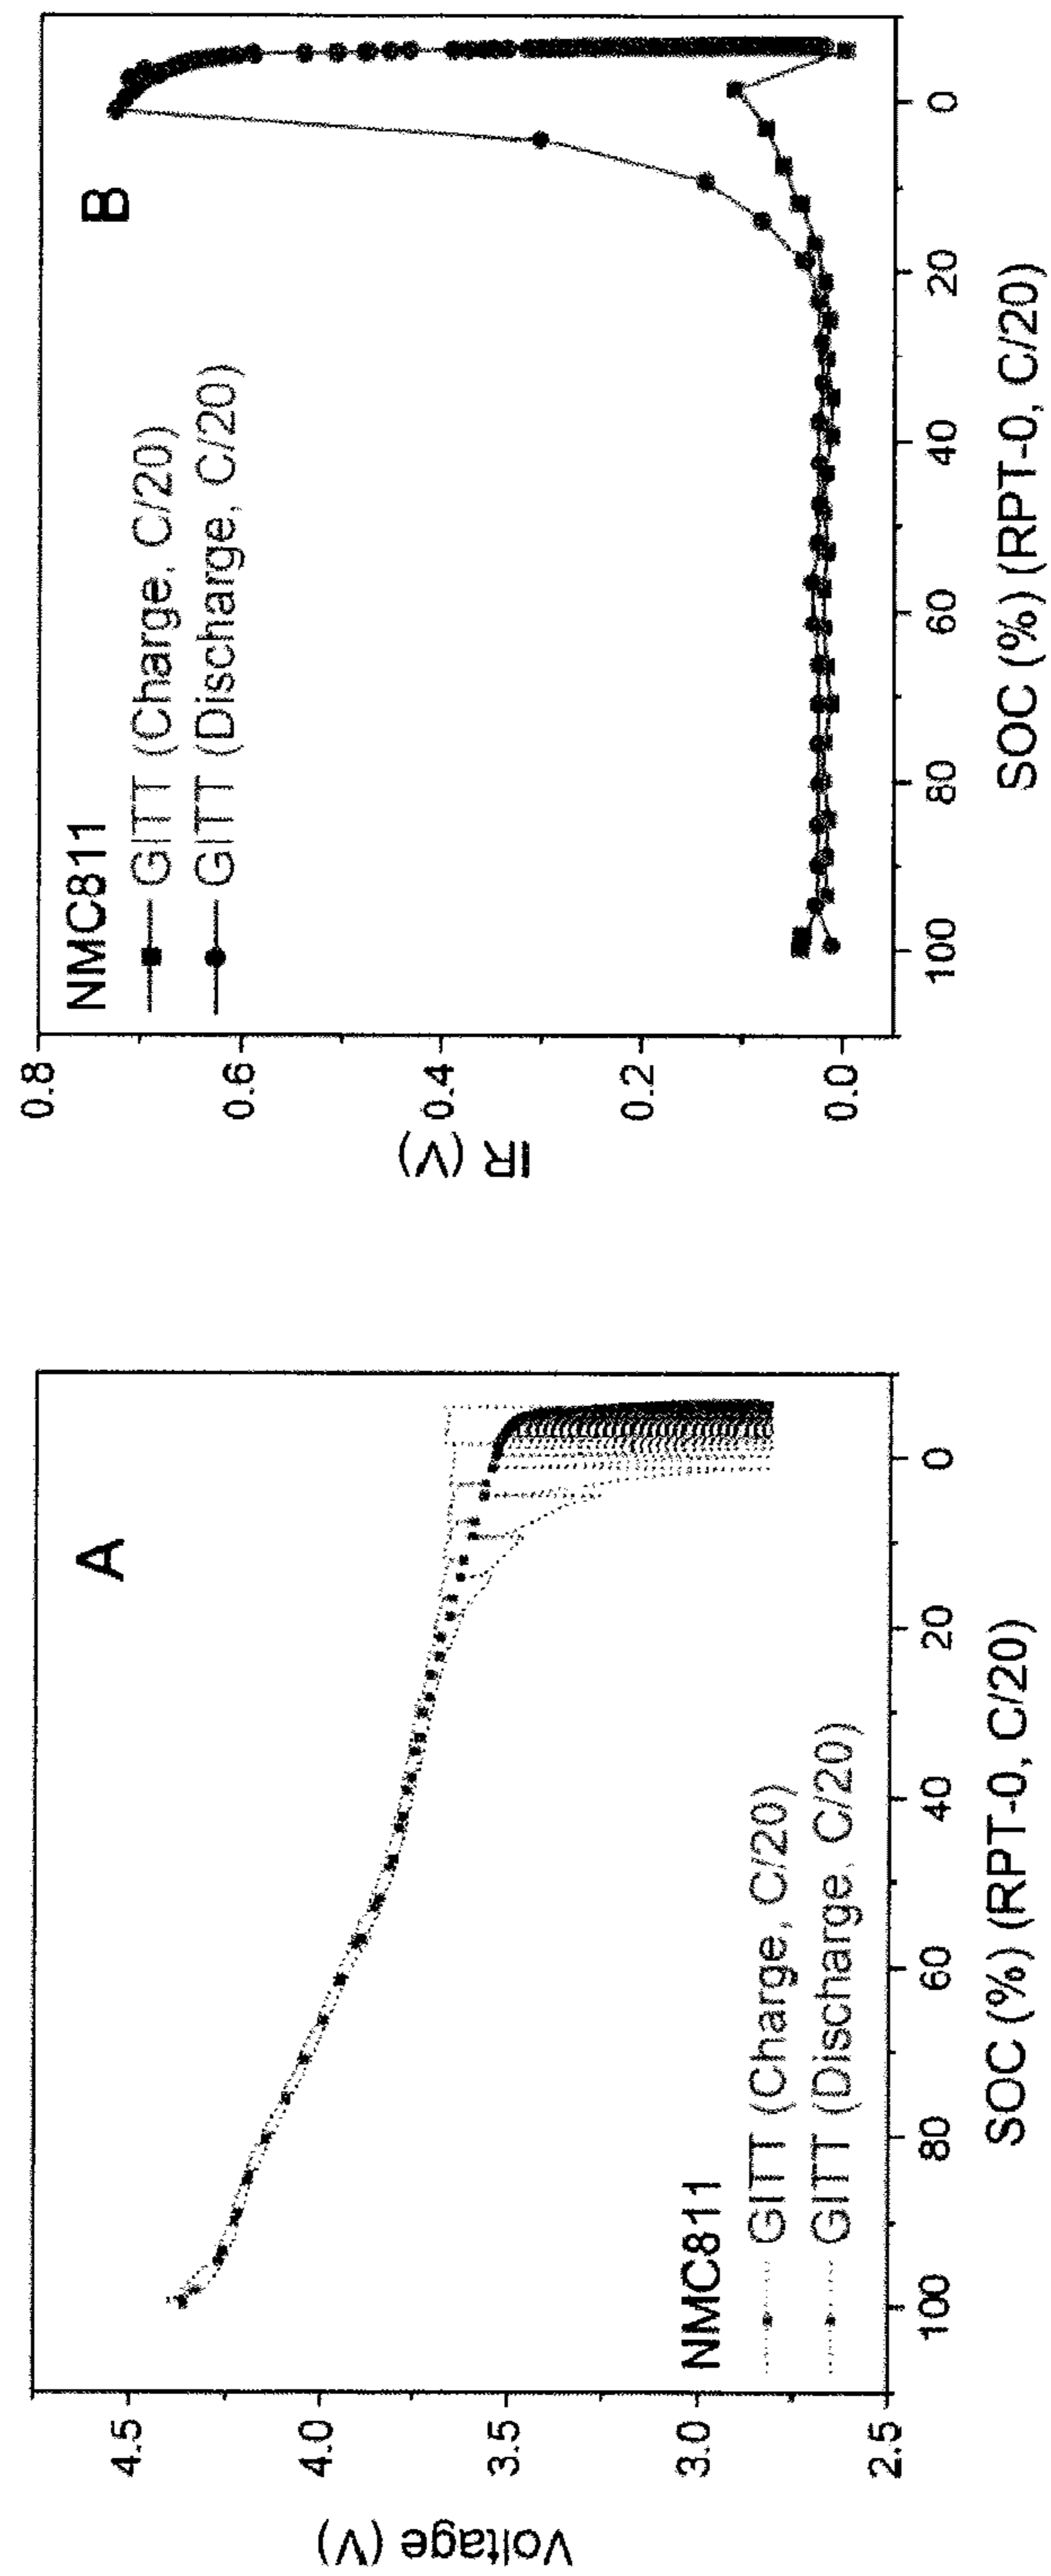 A
NMC811
GITT (Charge, C/20)
GITT (Discharge, C/20)
Voltage (V)
4.5
4.0
3.5
3.0
2.5
100
80
60
40
20
0
SOC (%) (RPT-0, C/20)
B
NMC811
GITT (Charge, C/20)
GITT (Discharge, C/20)
IR (V)
0.8
0.6
0.4
0.2
0.0
100
80
60
40
20
0
SOC (%) (RPT-0, C/20)